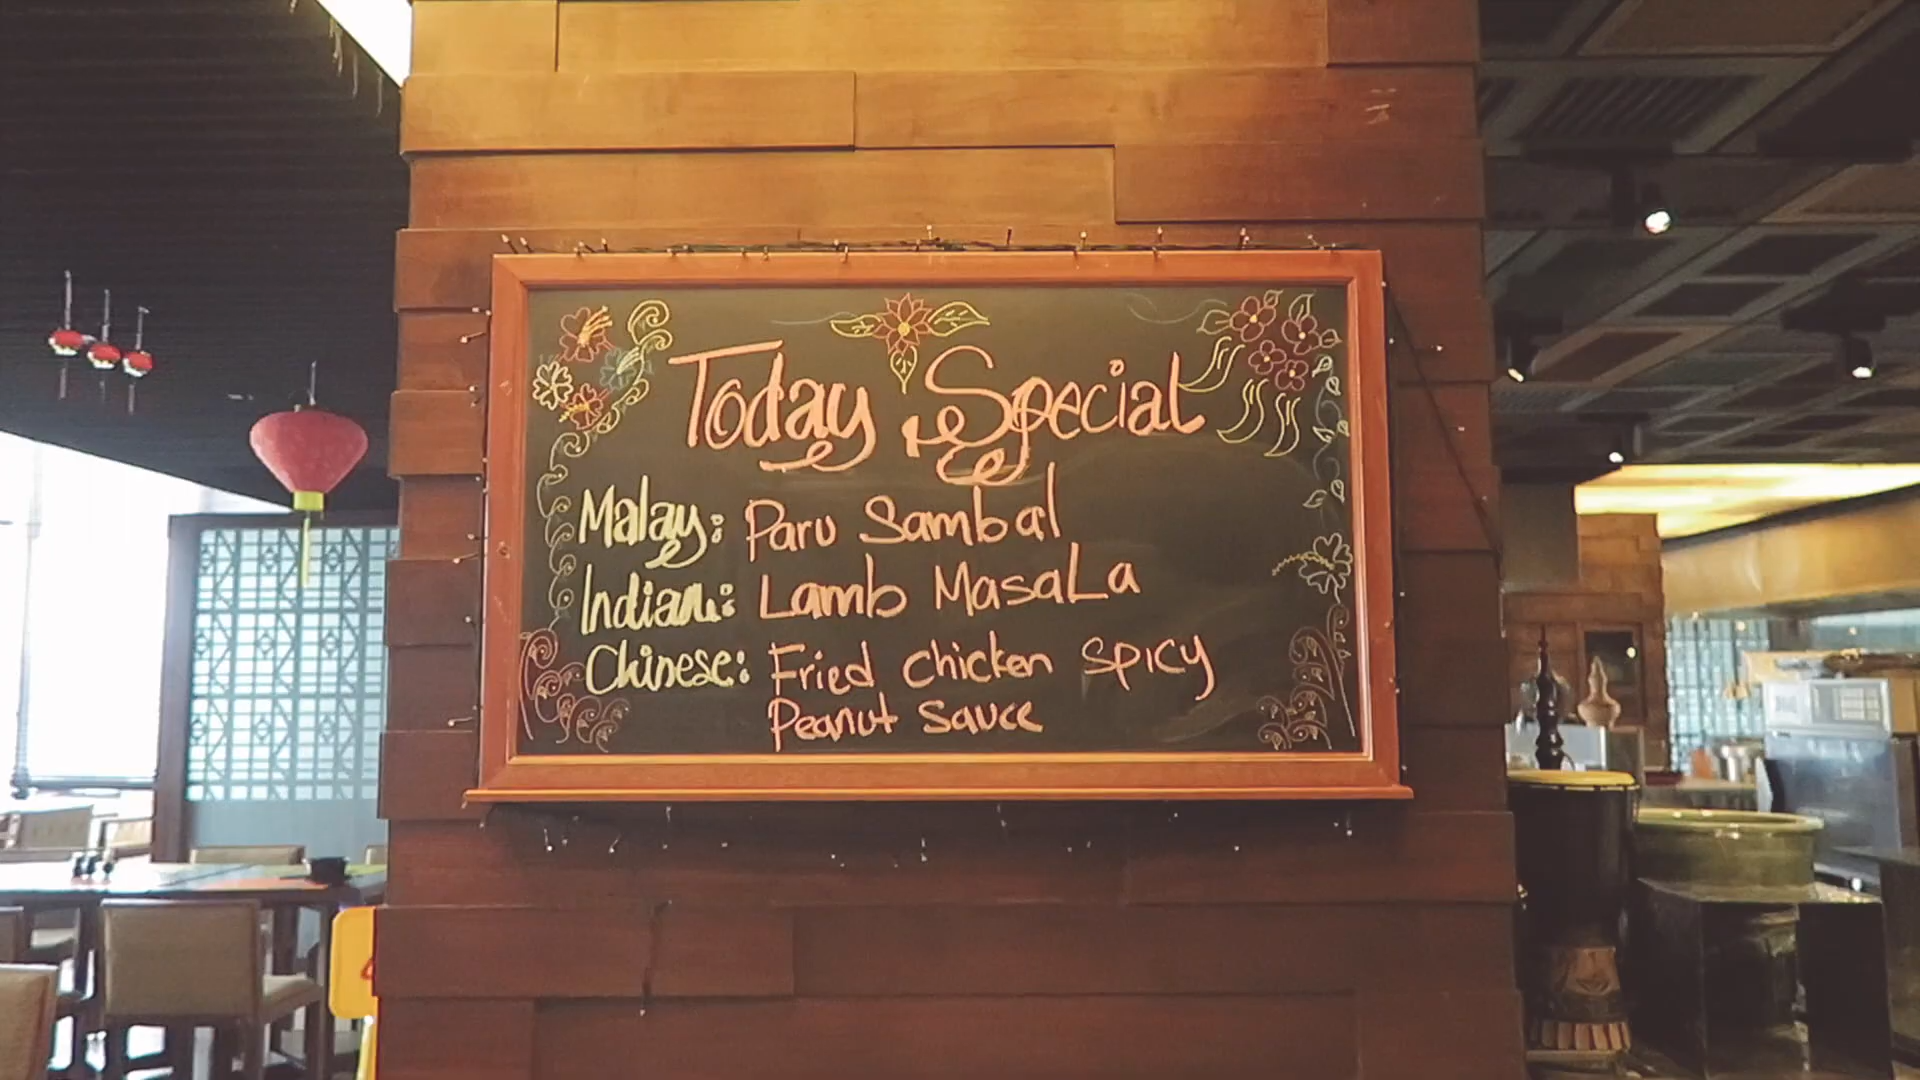 Today Special
Malay: Paru Sambal
Indian: Lamb MasaLa
Chinese: Fried chicken SPICY
Peanut Sauce